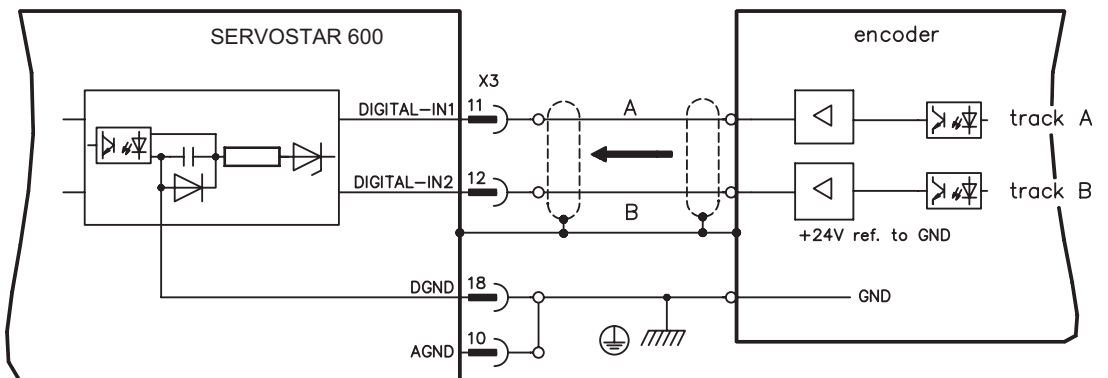 SERVOSTAR 600
encoder
X3
DIGITAL-IN1
11
A
track A
DIGITAL-IN2
12
B
track B
+24V ref. to GND
DGND
18
GND
AGND
10